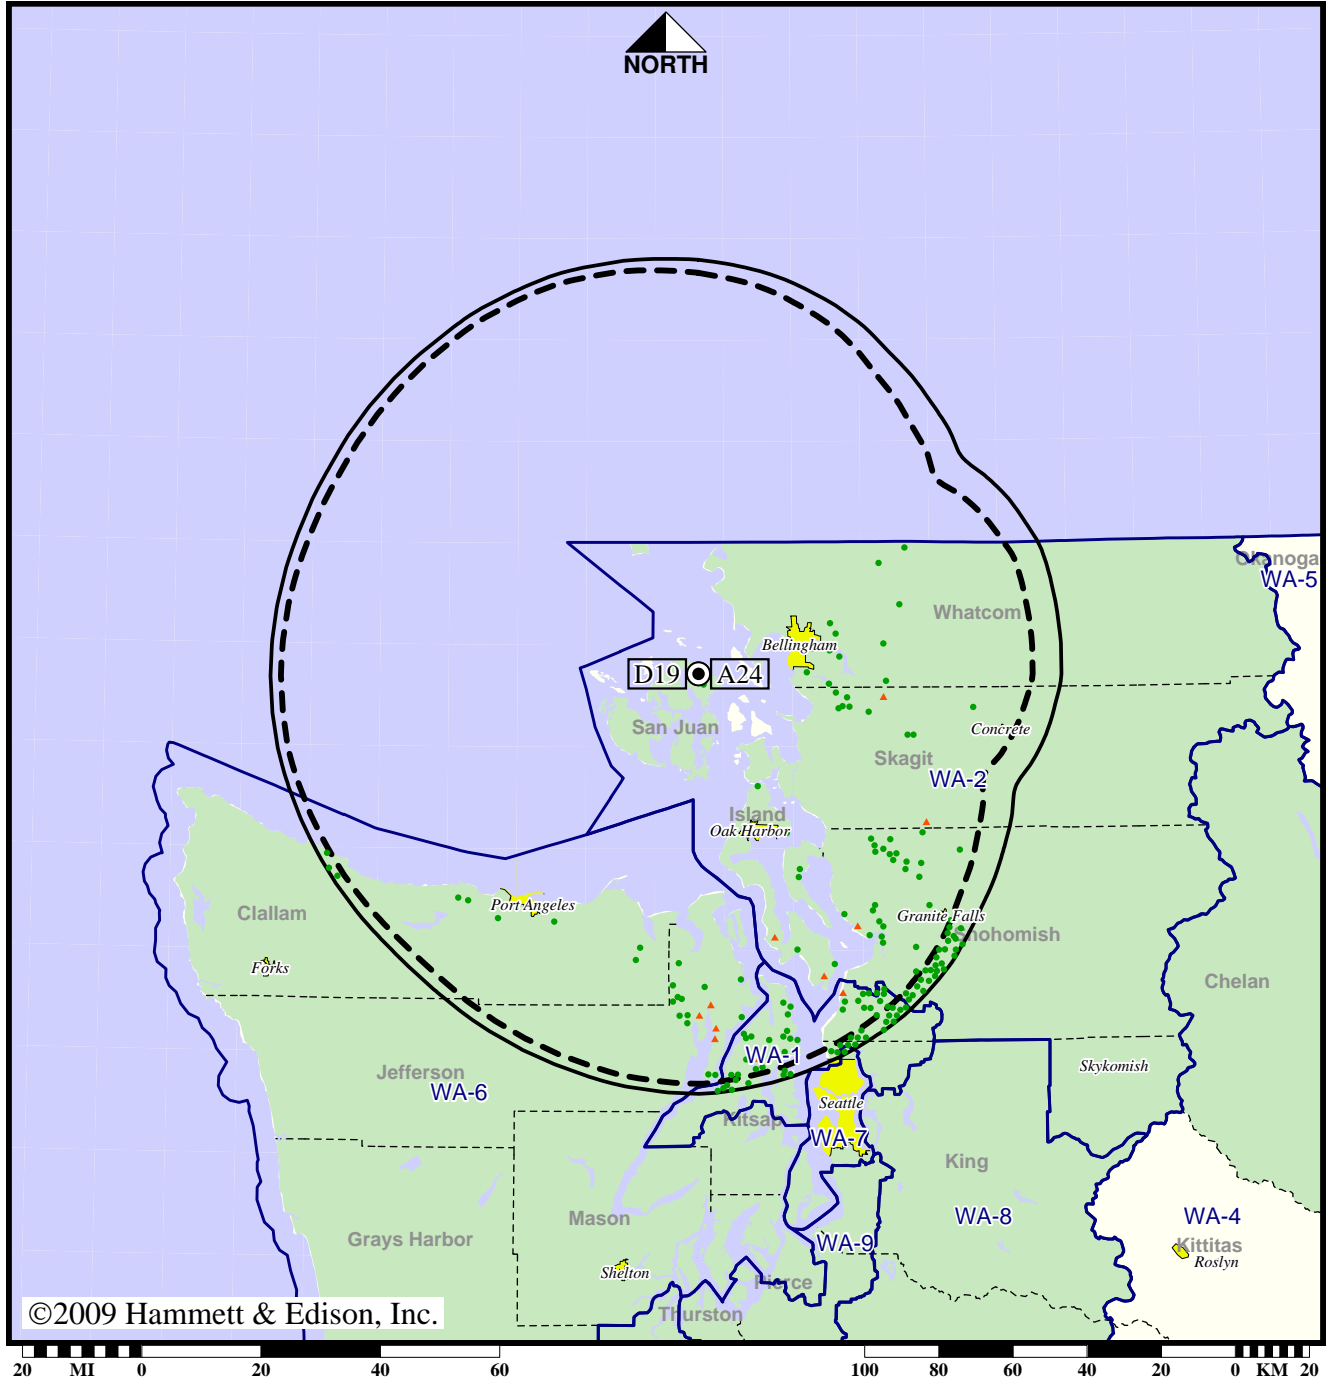 NORTH
Okanoga
WA-5
Whatcom
Bellingham
D19 A24
San Juan
Concrete
Skagit
WA-2
Island
Oak Harbor
Port Angeles
Clallam
Granite Falls
Snohomish
Forks
Chelan
WA-1
Skykomish
Jefferson
WA-6
Seattle
Kitsap
WA-7
King
Mason
WA-8
WA-4
Grays Harbor
WA-9
Kittitas
Roslyn
Shelton
Pierce
Thurston
©2009 Hammett & Edison, Inc.
20 MI 0 20 40 60 100 80 60 40 20 0 KM 20